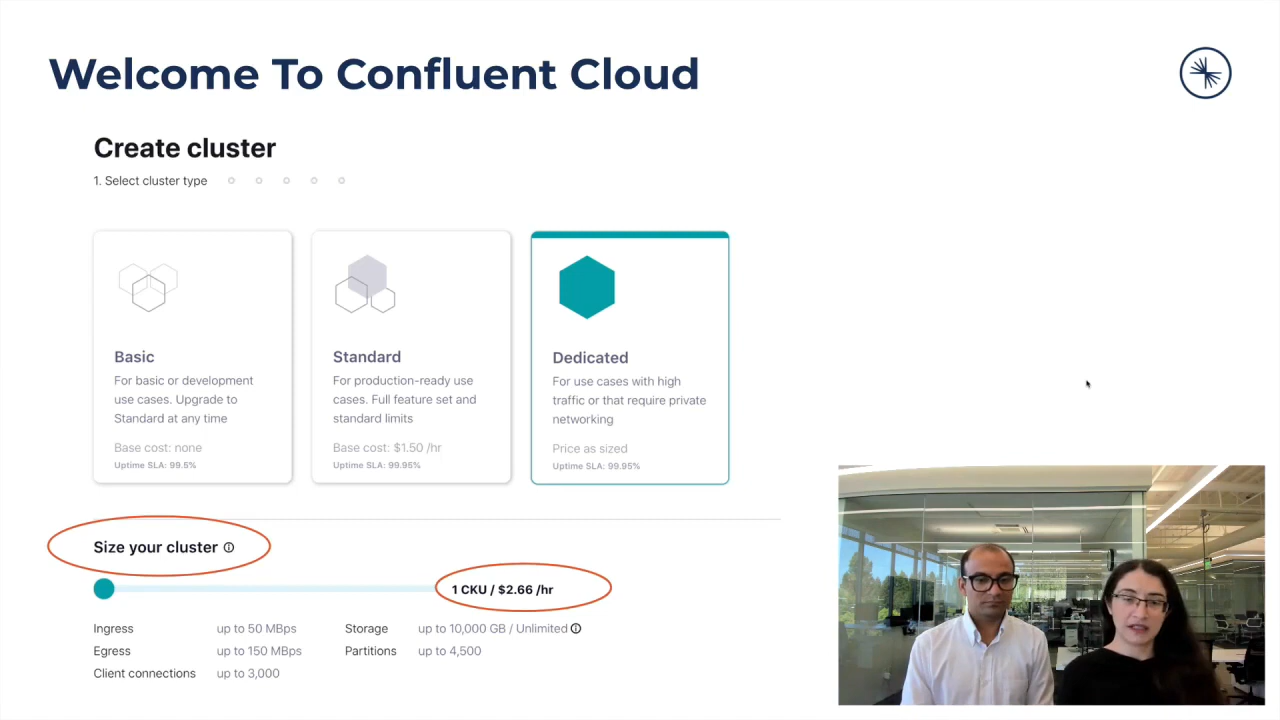 Welcome To Confluent Cloud
Create cluster
1. Select cluster type
Basic
For basic or development
use cases. Upgrade to
Standard at any time
Base cost: none
Uptime SLA: 99.5%
Standard
For production-ready use
cases. Full feature set and
standard limits
Base cost: $1.50 /hr
Uptime SLA: 99.95%
Dedicated
For use cases with high
traffic or that require private
networking
Price as sized
Uptime SLA: 99.95%
Size your cluster
1 CKU / $2.66 /hr
Ingress up to 50 MBps
Egress up to 150 MBps
Client connections up to 3,000
Storage up to 10,000 GB / Unlimited
Partitions up to 4,500